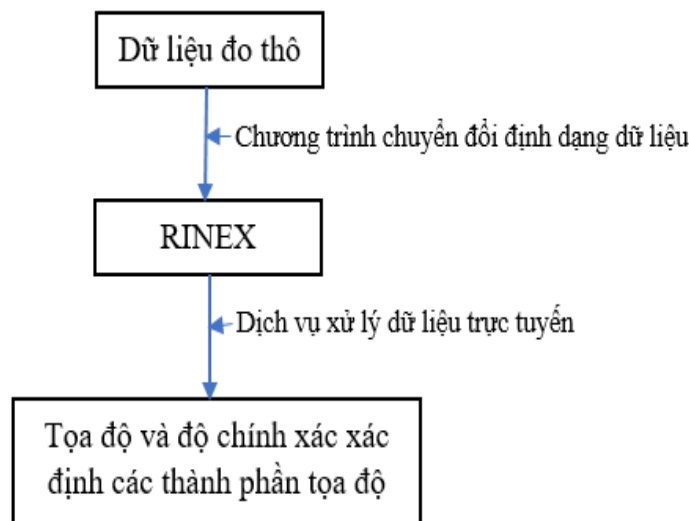 Dữ liệu đo thô
Chương trình chuyển đổi định dạng dữ liệu
RINEX
Dịch vụ xử lý dữ liệu trực tuyến
Tọa độ và độ chính xác xác
định các thành phần tọa độ